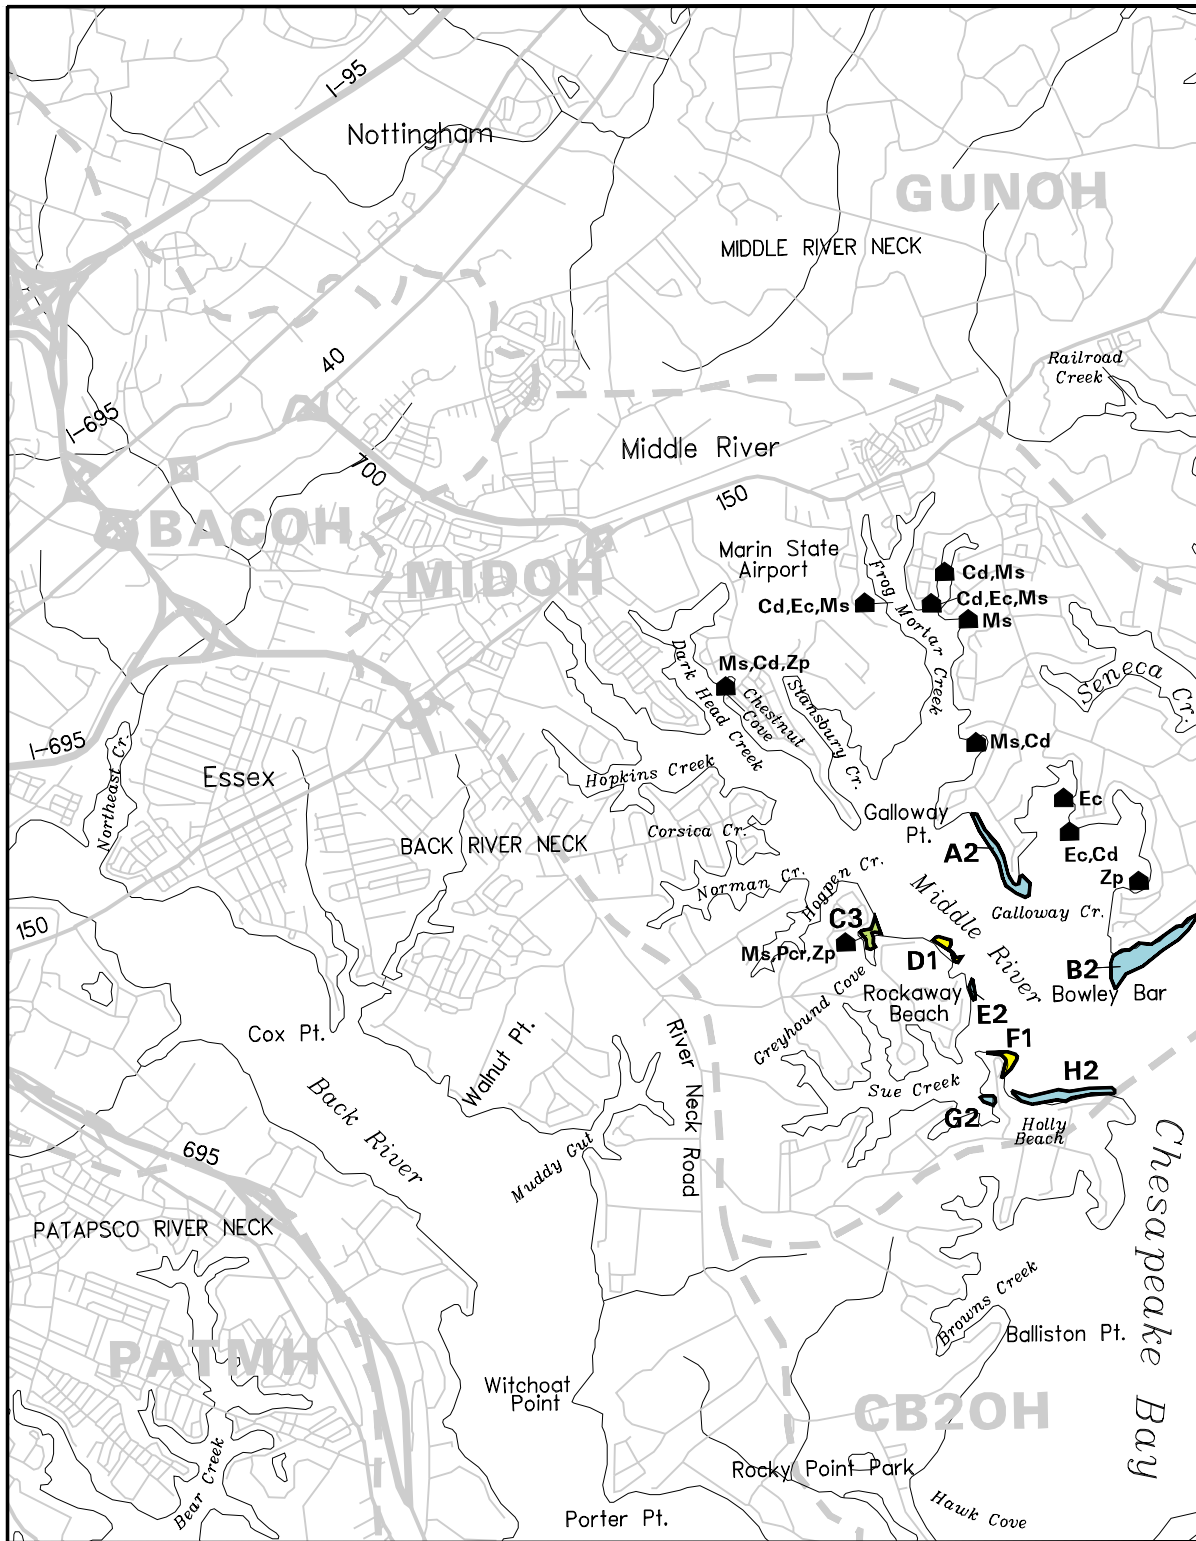 I-95
Nottingham
GUNOH
MIDDLE RIVER NECK
40
Railroad
Creek
I-695
Middle River
700
150
BACOH
Marin State
Airport
MIDOH
Frog Mortar Creek
Cd,Ms
Cd,Ec,Ms
Cd,Ec,Ms
Ms
Ms,Cd,Zp
Dark Head Creek
Chestnut
Cove
Stansbury Cr.
Seneca Cr.
I-695
Northeast Cr.
Essex
Ms,Cd
Hopkins Creek
Ec
Galloway
Pt.
Corsica Cr.
BACK RIVER NECK
A2
Ec,Cd
Zp
Norman Cr.
Hogpen Cr.
Middle River
Galloway Cr.
150
C3
Ms,Pcr,Zp
D1
B2
Bowley Bar
Greyhound Cove
Rockaway
Beach
E2
Cox Pt.
Walnut Pt.
River Neck Road
F1
H2
Sue Creek
G2
Holly
Beach
Back River
695
Muddy Gut
Chesapeake Bay
PATAPSCO RIVER NECK
Browns Creek
Balliston Pt.
PATMH
Witchoat
Point
CB2OH
Bear Creek
Rocky Point Park
Hawk Cove
Porter Pt.